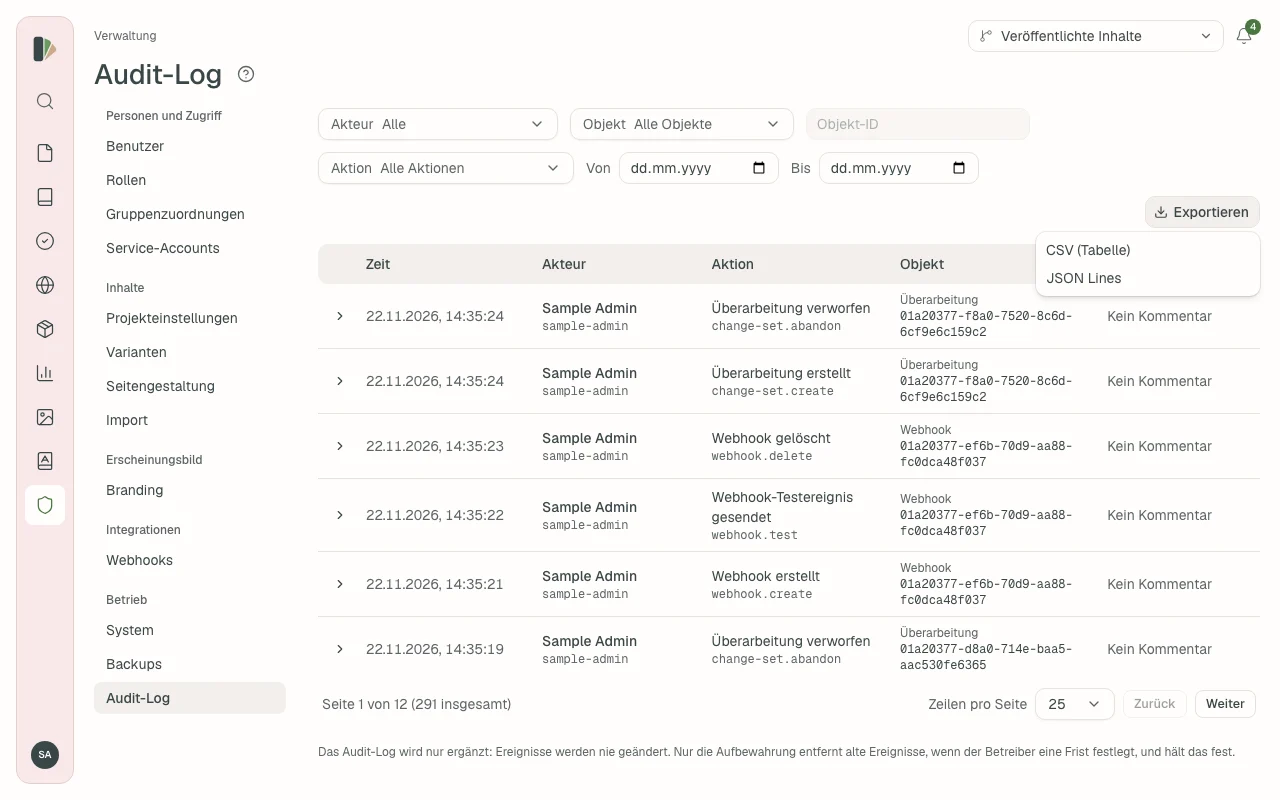 Verwaltung
Veröffentlichte Inhalte
4
Audit-Log
?
Personen und Zugriff
Benutzer
Rollen
Gruppenzuordnungen
Service-Accounts
Inhalte
Projekteinstellungen
Varianten
Seitengestaltung
Import
Erscheinungsbild
Branding
Integrationen
Webhooks
Betrieb
System
Backups
Audit-Log
SA
Akteur Alle
Objekt Alle Objekte
Objekt-ID
Aktion Alle Aktionen
Von dd.mm.yyyy
Bis dd.mm.yyyy
Exportieren
CSV (Tabelle)
JSON Lines
Zeit Akteur Aktion Objekt
22.11.2026, 14:35:24
Sample Admin
sample-admin
Überarbeitung verworfen
change-set.abandon
Überarbeitung
01a20377-f8a0-7520-8c6d-
6cf9e6c159c2
Kein Kommentar
22.11.2026, 14:35:24
Sample Admin
sample-admin
Überarbeitung erstellt
change-set.create
Überarbeitung
01a20377-f8a0-7520-8c6d-
6cf9e6c159c2
Kein Kommentar
22.11.2026, 14:35:23
Sample Admin
sample-admin
Webhook gelöscht
webhook.delete
Webhook
01a20377-ef6b-70d9-aa88-
fc0dca48f037
Kein Kommentar
22.11.2026, 14:35:22
Sample Admin
sample-admin
Webhook-Testereignis
gesendet
webhook.test
Webhook
01a20377-ef6b-70d9-aa88-
fc0dca48f037
Kein Kommentar
22.11.2026, 14:35:21
Sample Admin
sample-admin
Webhook erstellt
webhook.create
Webhook
01a20377-ef6b-70d9-aa88-
fc0dca48f037
Kein Kommentar
22.11.2026, 14:35:19
Sample Admin
sample-admin
Überarbeitung verworfen
change-set.abandon
Überarbeitung
01a20377-d8a0-714e-baa5-
aac530fe6365
Kein Kommentar
Seite 1 von 12 (291 insgesamt)
Zeilen pro Seite 25
Zurück
Weiter
Das Audit-Log wird nur ergänzt: Ereignisse werden nie geändert. Nur die Aufbewahrung entfernt alte Ereignisse, wenn der Betreiber eine Frist festlegt, und hält das fest.